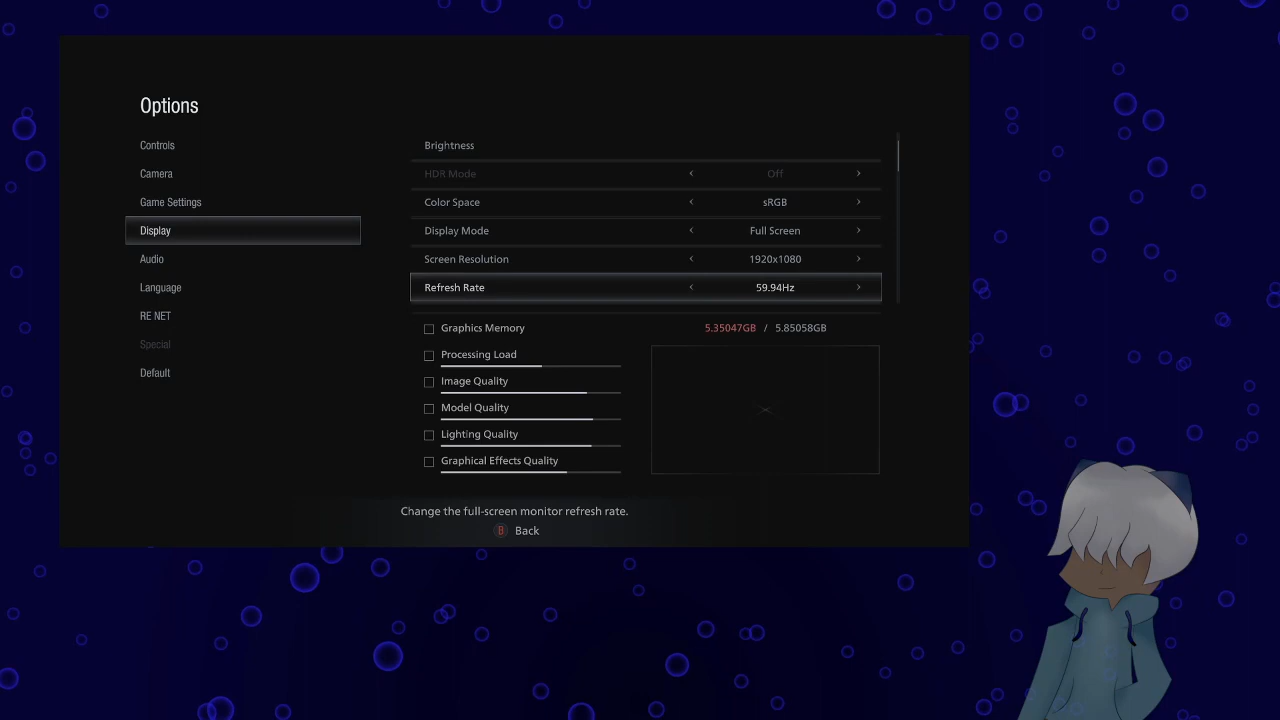 Options
Controls
Camera
Game Settings
Display
Audio
Language
RE NET
Special
Default
Brightness
HDR Mode Off
Color Space sRGB
Display Mode Full Screen
Screen Resolution 1920x1080
Refresh Rate 59.94Hz
Graphics Memory 5.35047GB / 5.85058GB
Processing Load
Image Quality
Model Quality
Lighting Quality
Graphical Effects Quality
Change the full-screen monitor refresh rate.
B Back